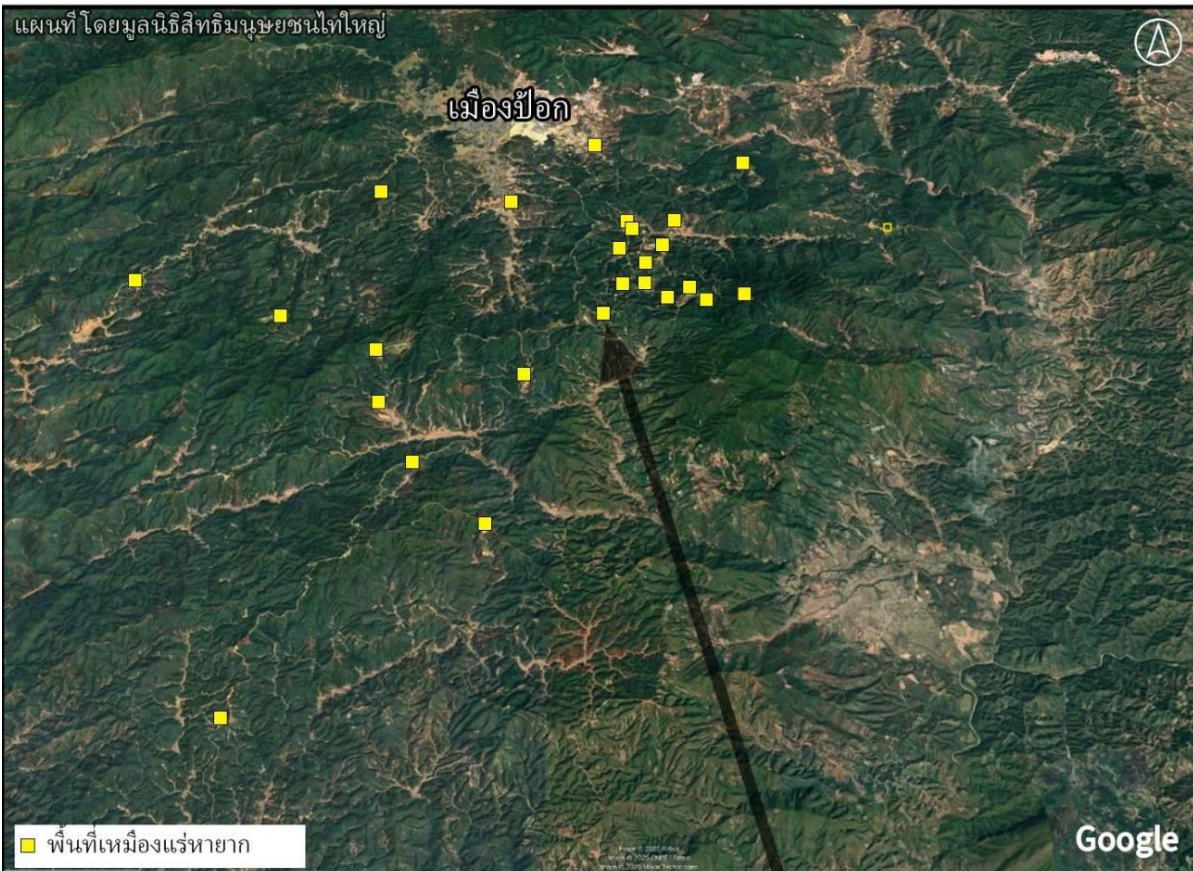 แผนที่ โดยมูลนิธิสิทธิมนุษยชนไทใหญ่
เมืองป๊อก
พื้นที่เหมืองแร่หายาก
Google